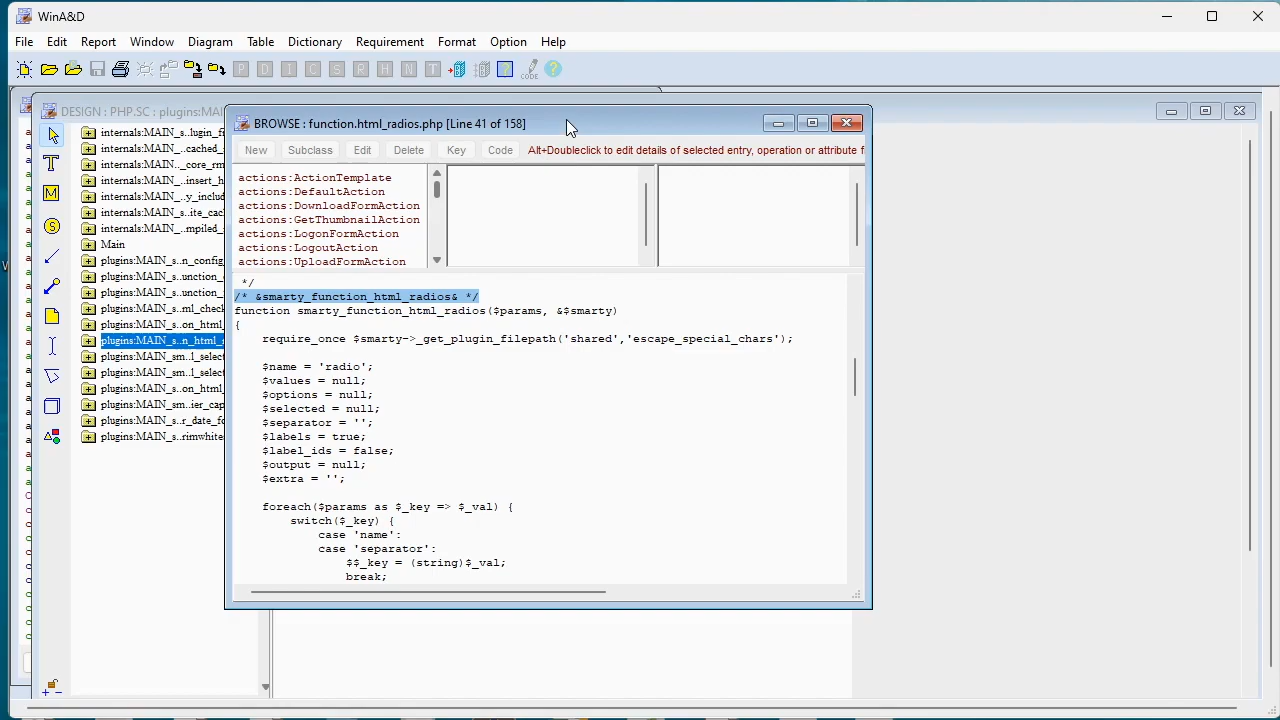 WinA&D
File Edit Report Window Diagram Table Dictionary Requirement Format Option Help
P D I C S R H N T CODE ?
DESIGN : PHP.SC : plugins:MAI
BROWSE : function.html_radios.php [Line 41 of 158]
New Subclass Edit Delete Key Code Alt+Doubleclick to edit details of selected entry, operation or attribute f
internals:MAIN_s..lugin_fi
internals:MAIN_..cached_
internals:MAIN_.._core_rm
internals:MAIN_..insert_h
internals:MAIN_..y_includ
internals:MAIN_s..ite_cac
internals:MAIN_..mpiled_
Main
plugins:MAIN_s..n_config
plugins:MAIN_s..unction_
plugins:MAIN_s..unction_
plugins:MAIN_s..ml_check
plugins:MAIN_s..on_html_
plugins:MAIN_s..n_html_s
plugins:MAIN_sm..l_select
plugins:MAIN_sm..l_select
plugins:MAIN_s..on_html_
plugins:MAIN_sm..ier_cap
plugins:MAIN_s..r_date_fo
plugins:MAIN_s..rimwhite
actions:ActionTemplate
actions:DefaultAction
actions:DownloadFormAction
actions:GetThumbnailAction
actions:LogonFormAction
actions:LogoutAction
actions:UploadFormAction
*/
/* &smarty_function_html_radios& */
function smarty_function_html_radios($params, &$smarty)
{
require_once $smarty->_get_plugin_filepath('shared','escape_special_chars');
$name = 'radio';
$values = null;
$options = null;
$selected = null;
$separator = '';
$labels = true;
$label_ids = false;
$output = null;
$extra = '';
foreach($params as $_key => $_val) {
switch($_key) {
case 'name':
case 'separator':
$$_key = (string)$_val;
break;